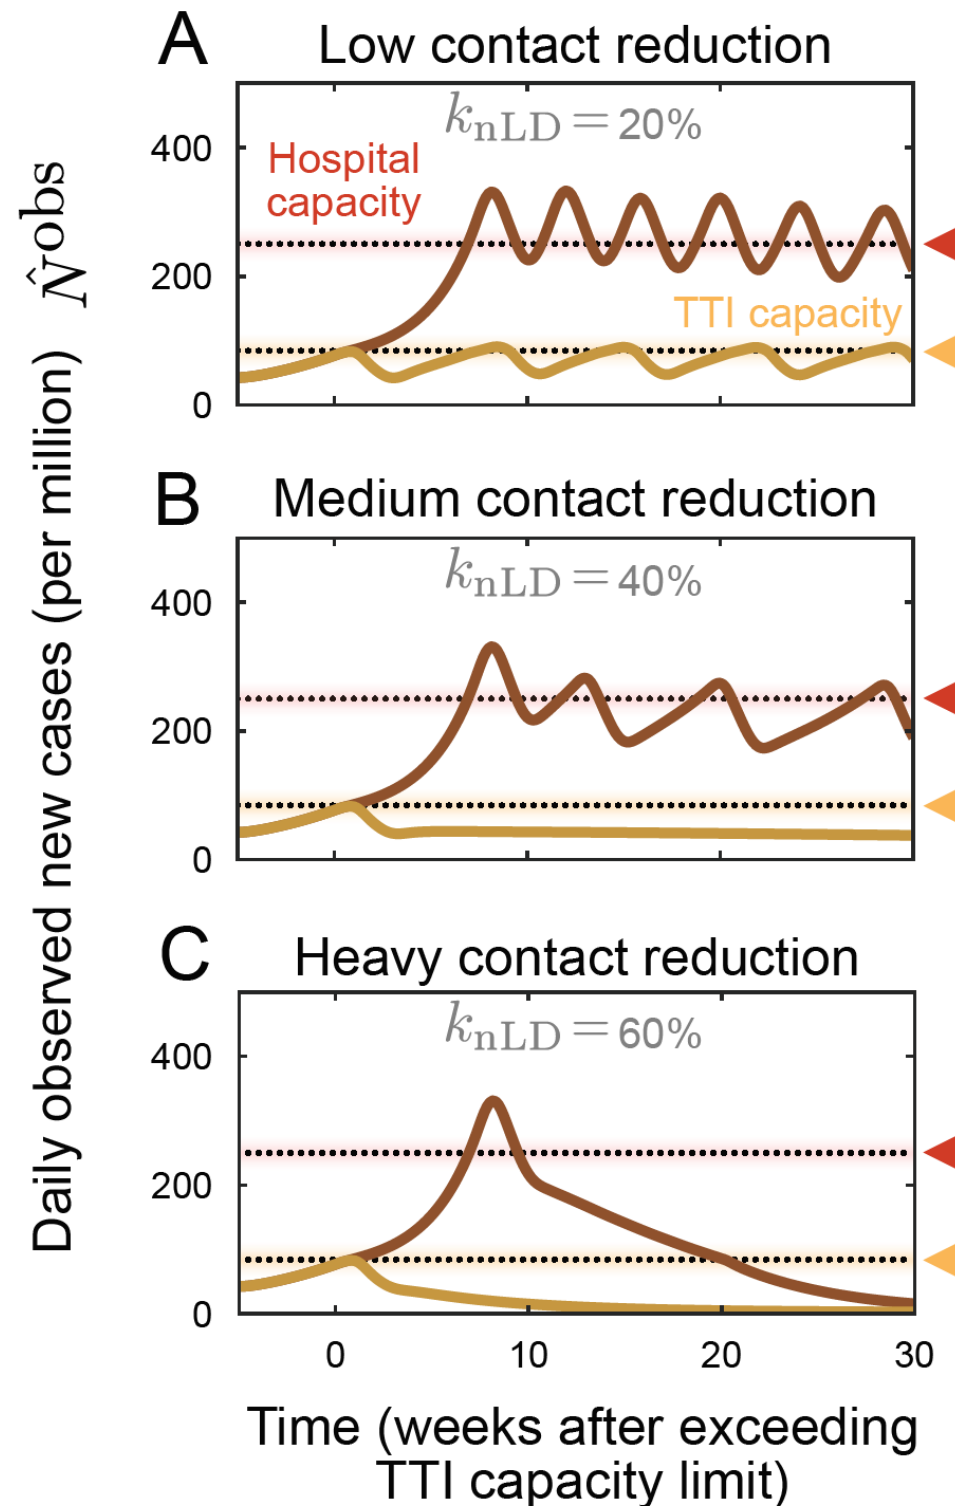 A Low contact reduction
k_nLD = 20%
400
Hospital
capacity
200
TTI capacity
0
Daily observed new cases (per million) N̂obs
B Medium contact reduction
k_nLD = 40%
400
200
0
C Heavy contact reduction
k_nLD = 60%
400
200
0
0 10 20 30
Time (weeks after exceeding
TTI capacity limit)